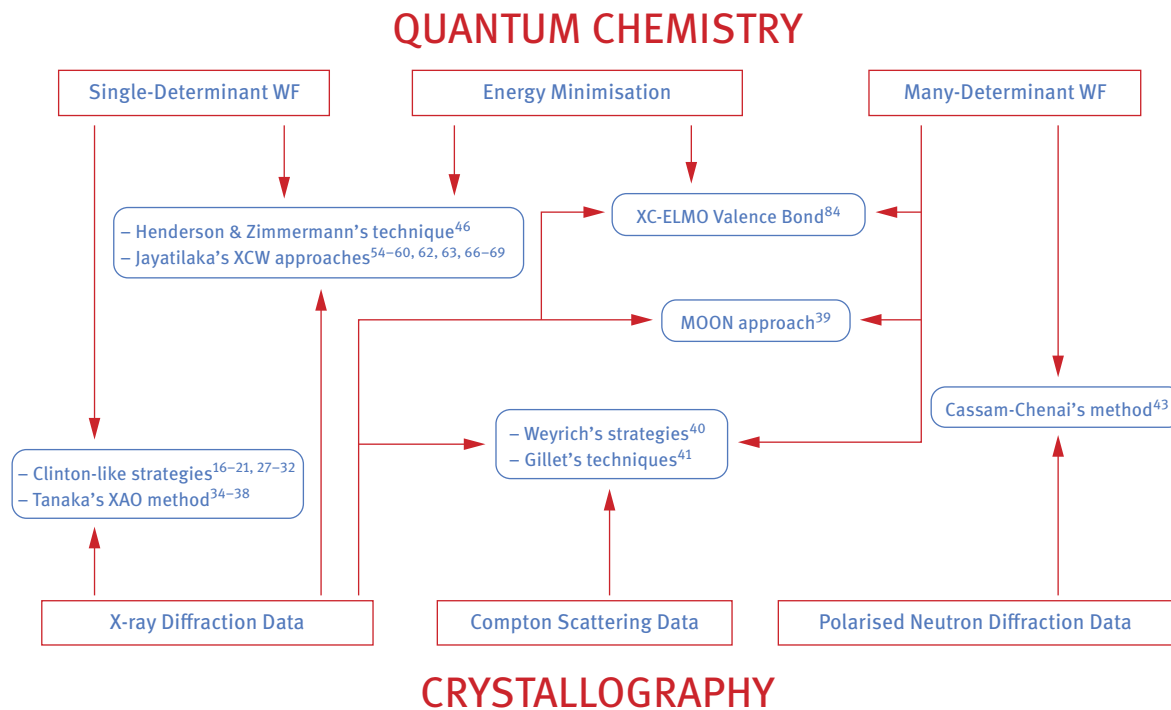 QUANTUM CHEMISTRY
Single-Determinant WF
Energy Minimisation
Many-Determinant WF
– Henderson & Zimmermann’s technique46
– Jayatilaka’s XCW approaches54–60, 62, 63, 66–69
XC-ELMO Valence Bond84
MOON approach39
Cassam-Chenai’s method43
– Weyrich’s strategies40
– Gillet’s techniques41
– Clinton-like strategies16–21, 27–32
– Tanaka’s XAO method34–38
X-ray Diffraction Data
Compton Scattering Data
Polarised Neutron Diffraction Data
CRYSTALLOGRAPHY